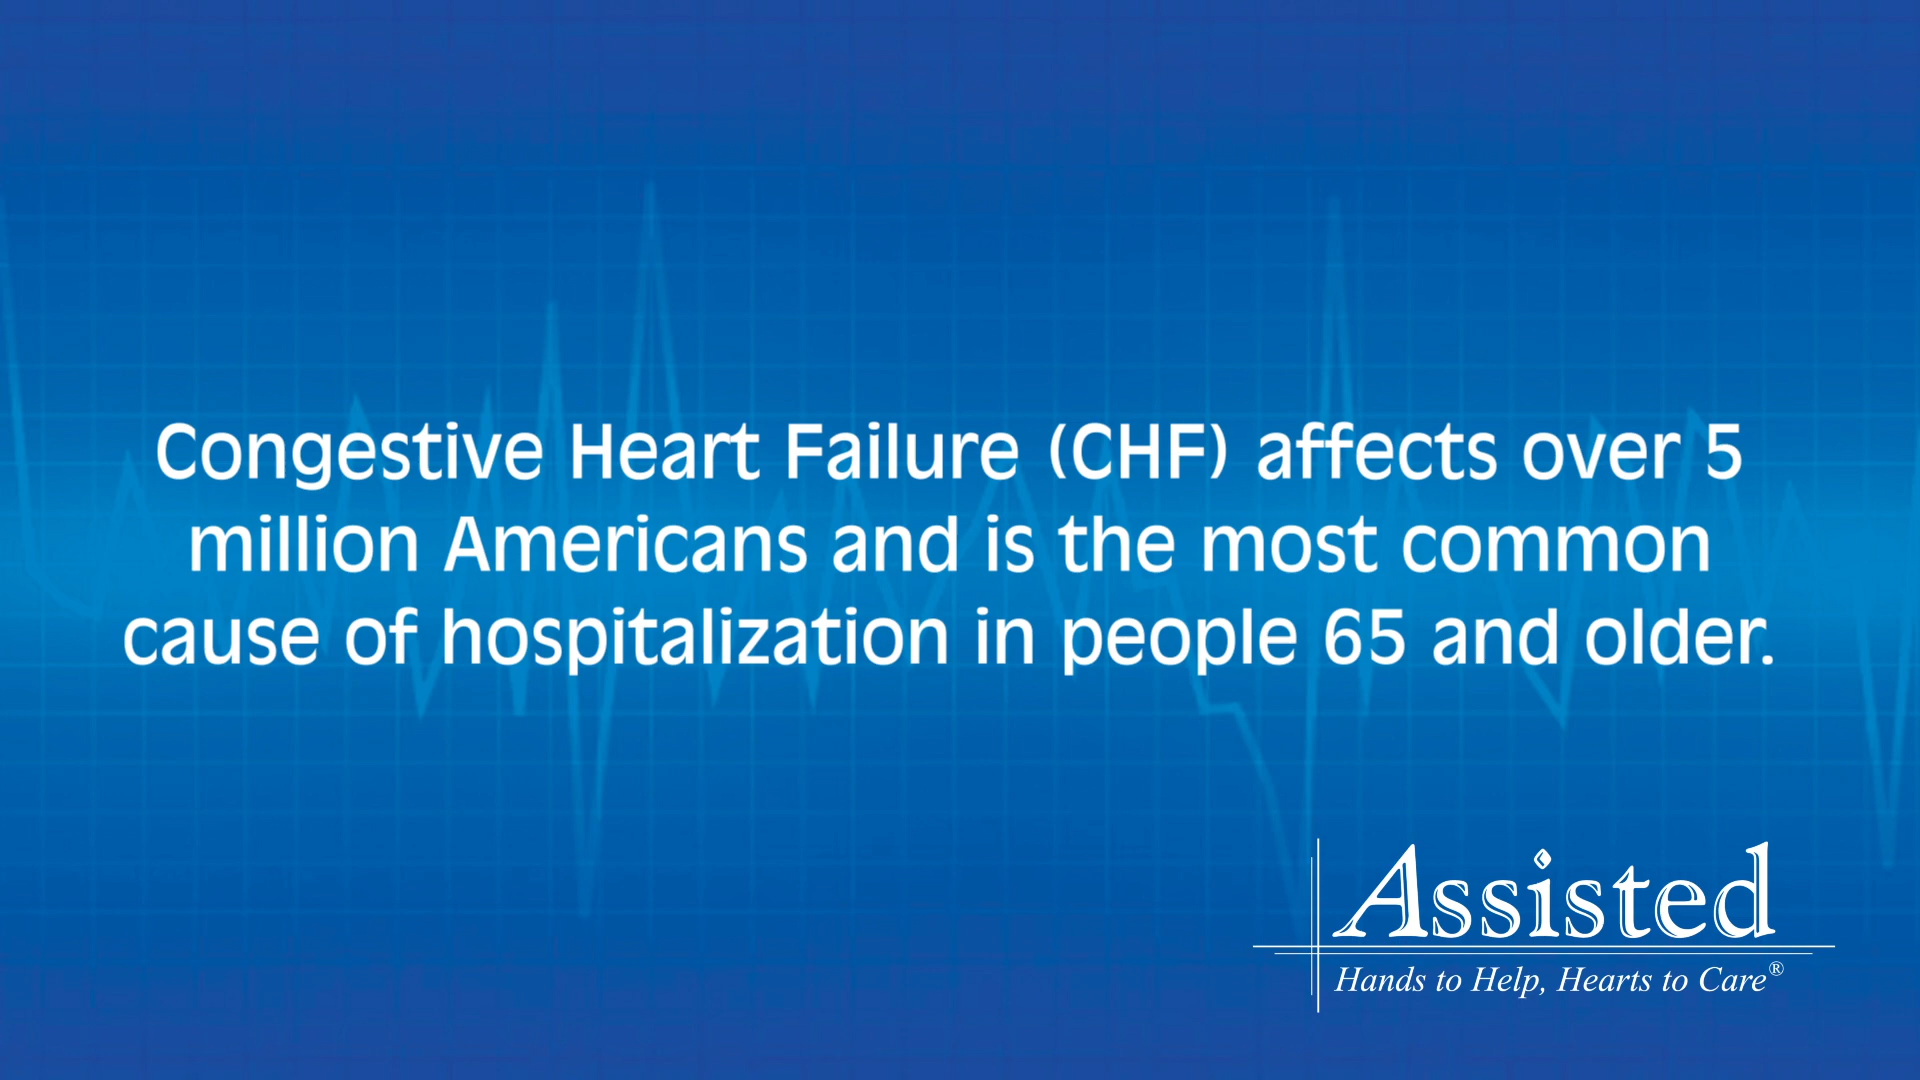 Congestive Heart Failure (CHF) affects over 5
million Americans and is the most common
cause of hospitalization in people 65 and older.
Assisted
Hands to Help, Hearts to Care®